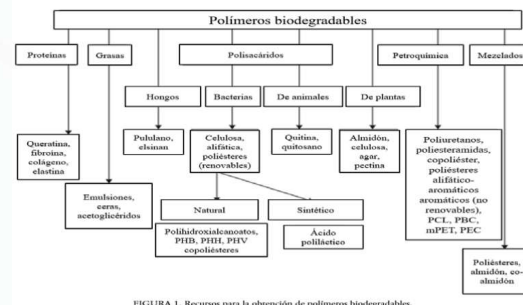 Polímeros biodegradables
Proteínas
Grasas
Polisacáridos
Petroquímica
Mezclados
Hongos
Bacterias
De animales
De plantas
Queratina,
fibroína,
colágeno,
elastina
Emulsiones,
ceras,
acetoglicéridos
Pululano,
elsinan
Celulosa,
alifática,
poliésteres
(renovables)
Quitina,
quitosano
Almidón,
celulosa,
agar,
pectina
Poliuretanos,
poliesteramidas,
copoliéster,
poliésteres
alifático-
aromáticos
aromáticos (no
renovables),
PCL, PBC,
mPET, PEC
Natural
Sintético
Polihidroxialcanoatos,
PHB, PHH, PHV
copoliésteres
Ácido
poliláctico
Poliésteres,
almidón, co-
almidón
FIGURA 1. Recursos para la obtención de polímeros biodegradables